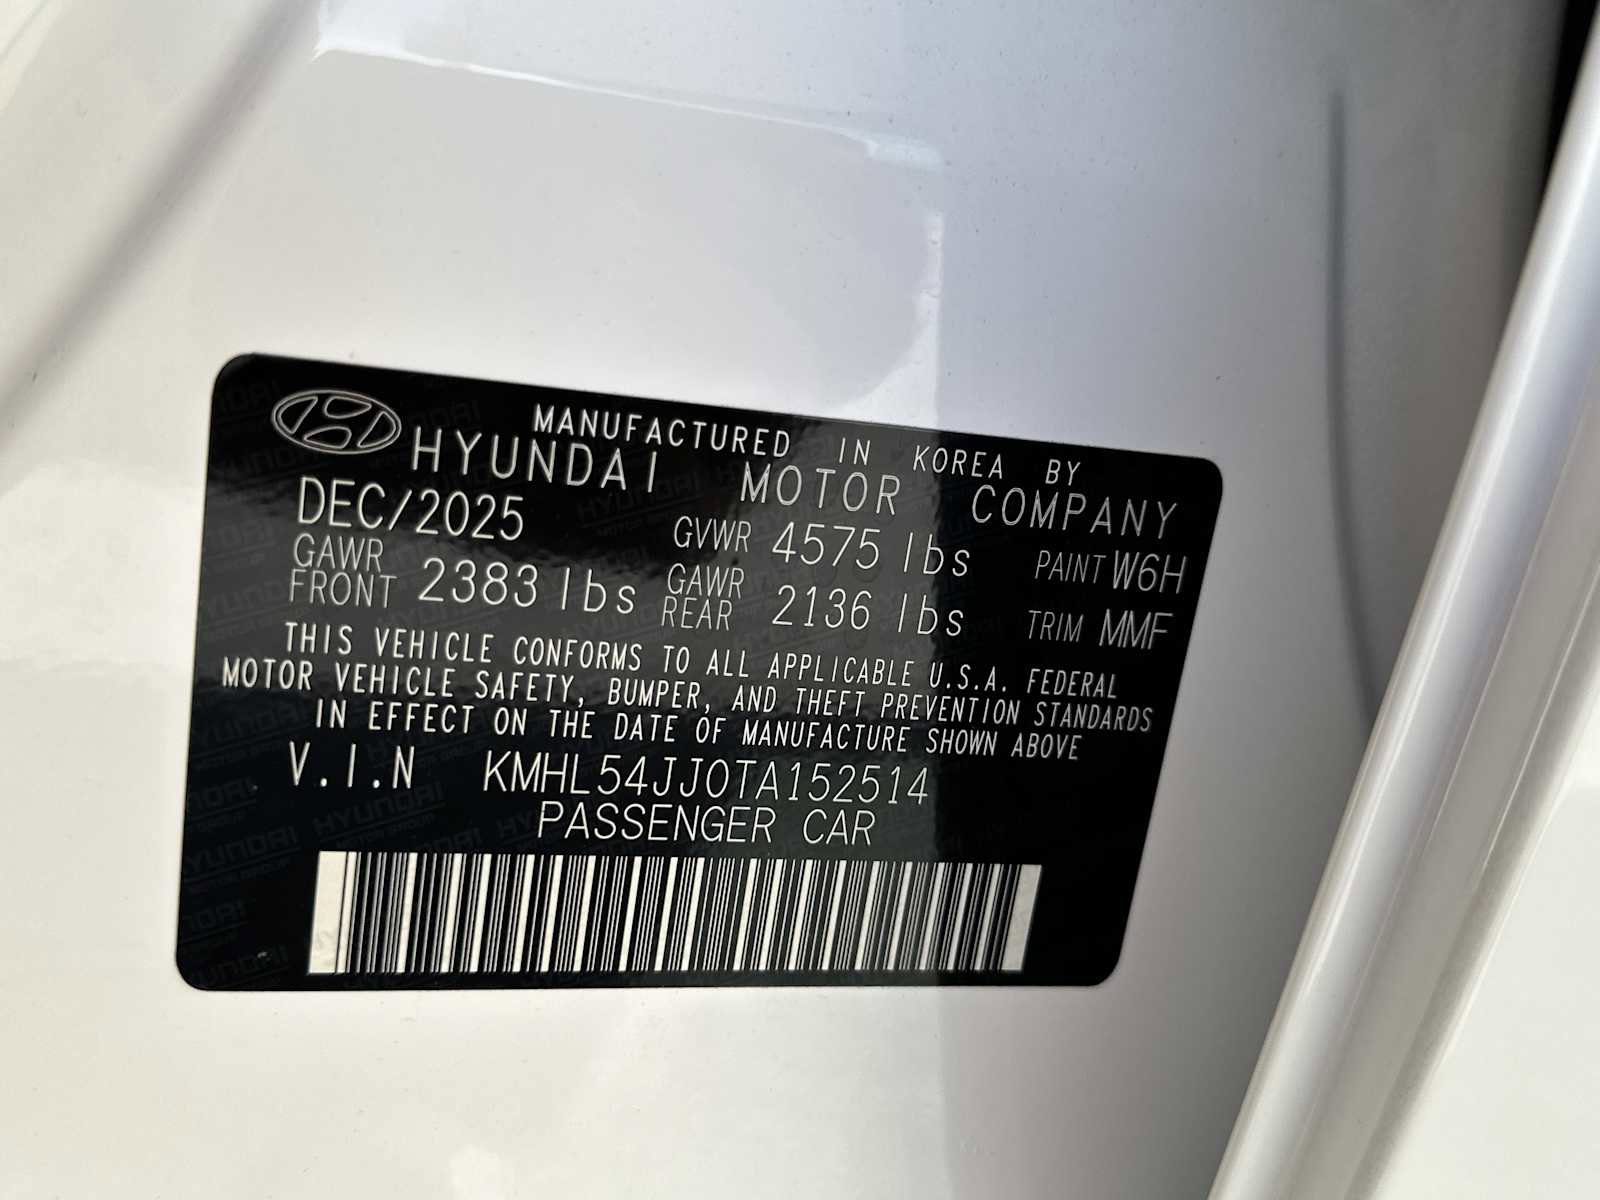 MANUFACTURED IN KOREA BY
HYUNDAI MOTOR COMPANY
DEC/2025 GVWR 4575 lbs PAINT W6H
GAWR FRONT 2383 lbs GAWR REAR 2136 lbs TRIM MMF
THIS VEHICLE CONFORMS TO ALL APPLICABLE U.S.A. FEDERAL
MOTOR VEHICLE SAFETY, BUMPER, AND THEFT PREVENTION STANDARDS
IN EFFECT ON THE DATE OF MANUFACTURE SHOWN ABOVE
V.I.N KMHL54JJ0TA152514
PASSENGER CAR